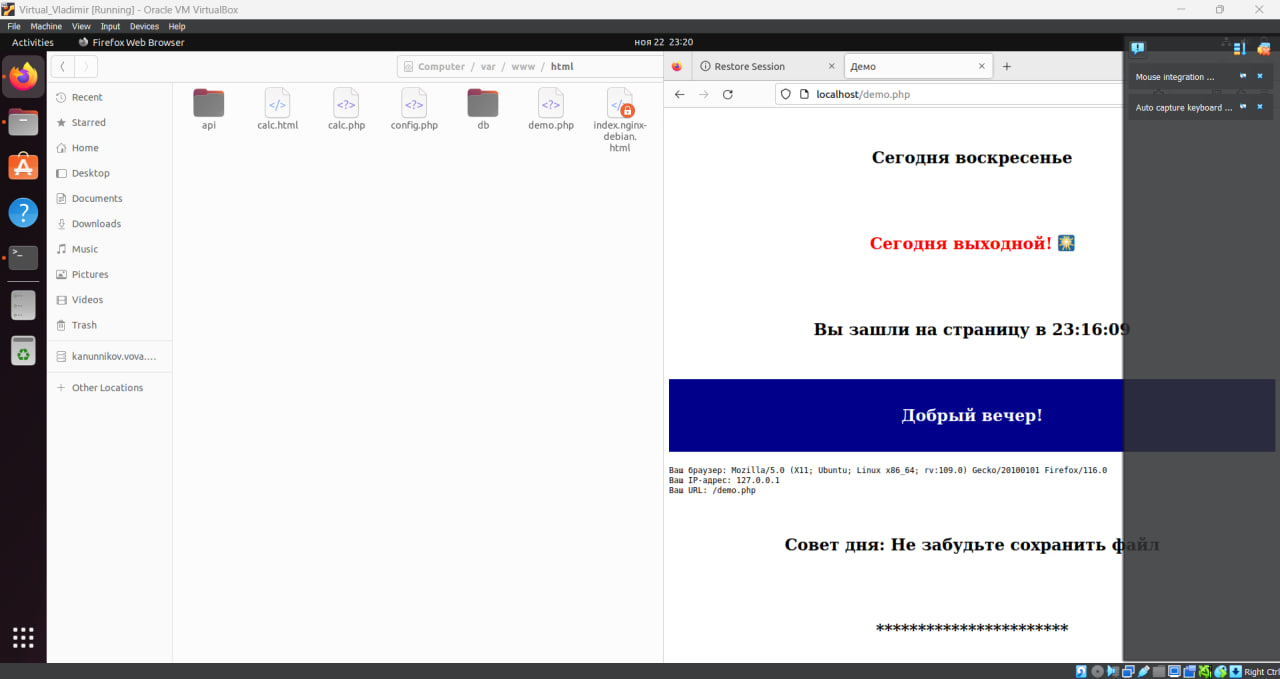 Virtual_Vladimir [Running] - Oracle VM VirtualBox
File Machine View Input Devices Help
Activities Firefox Web Browser ноя 22 23:20
Computer / var / www / html
Restore Session
Демо
localhost/demo.php
Mouse integration ...
Auto capture keyboard ...
Recent
Starred
Home
Desktop
Documents
Downloads
Music
Pictures
Videos
Trash
kanunnikov.vova....
+ Other Locations
api
calc.html
calc.php
config.php
db
demo.php
index.nginx-
debian.
html
Сегодня воскресенье
Сегодня выходной!
Вы зашли на страницу в 23:16:09
Добрый вечер!
Ваш браузер: Mozilla/5.0 (X11; Ubuntu; Linux x86_64; rv:109.0) Gecko/20100101 Firefox/116.0
Ваш IP-адрес: 127.0.0.1
Ваш URL: /demo.php
Совет дня: Не забудьте сохранить файл
***********************
Right Ctrl